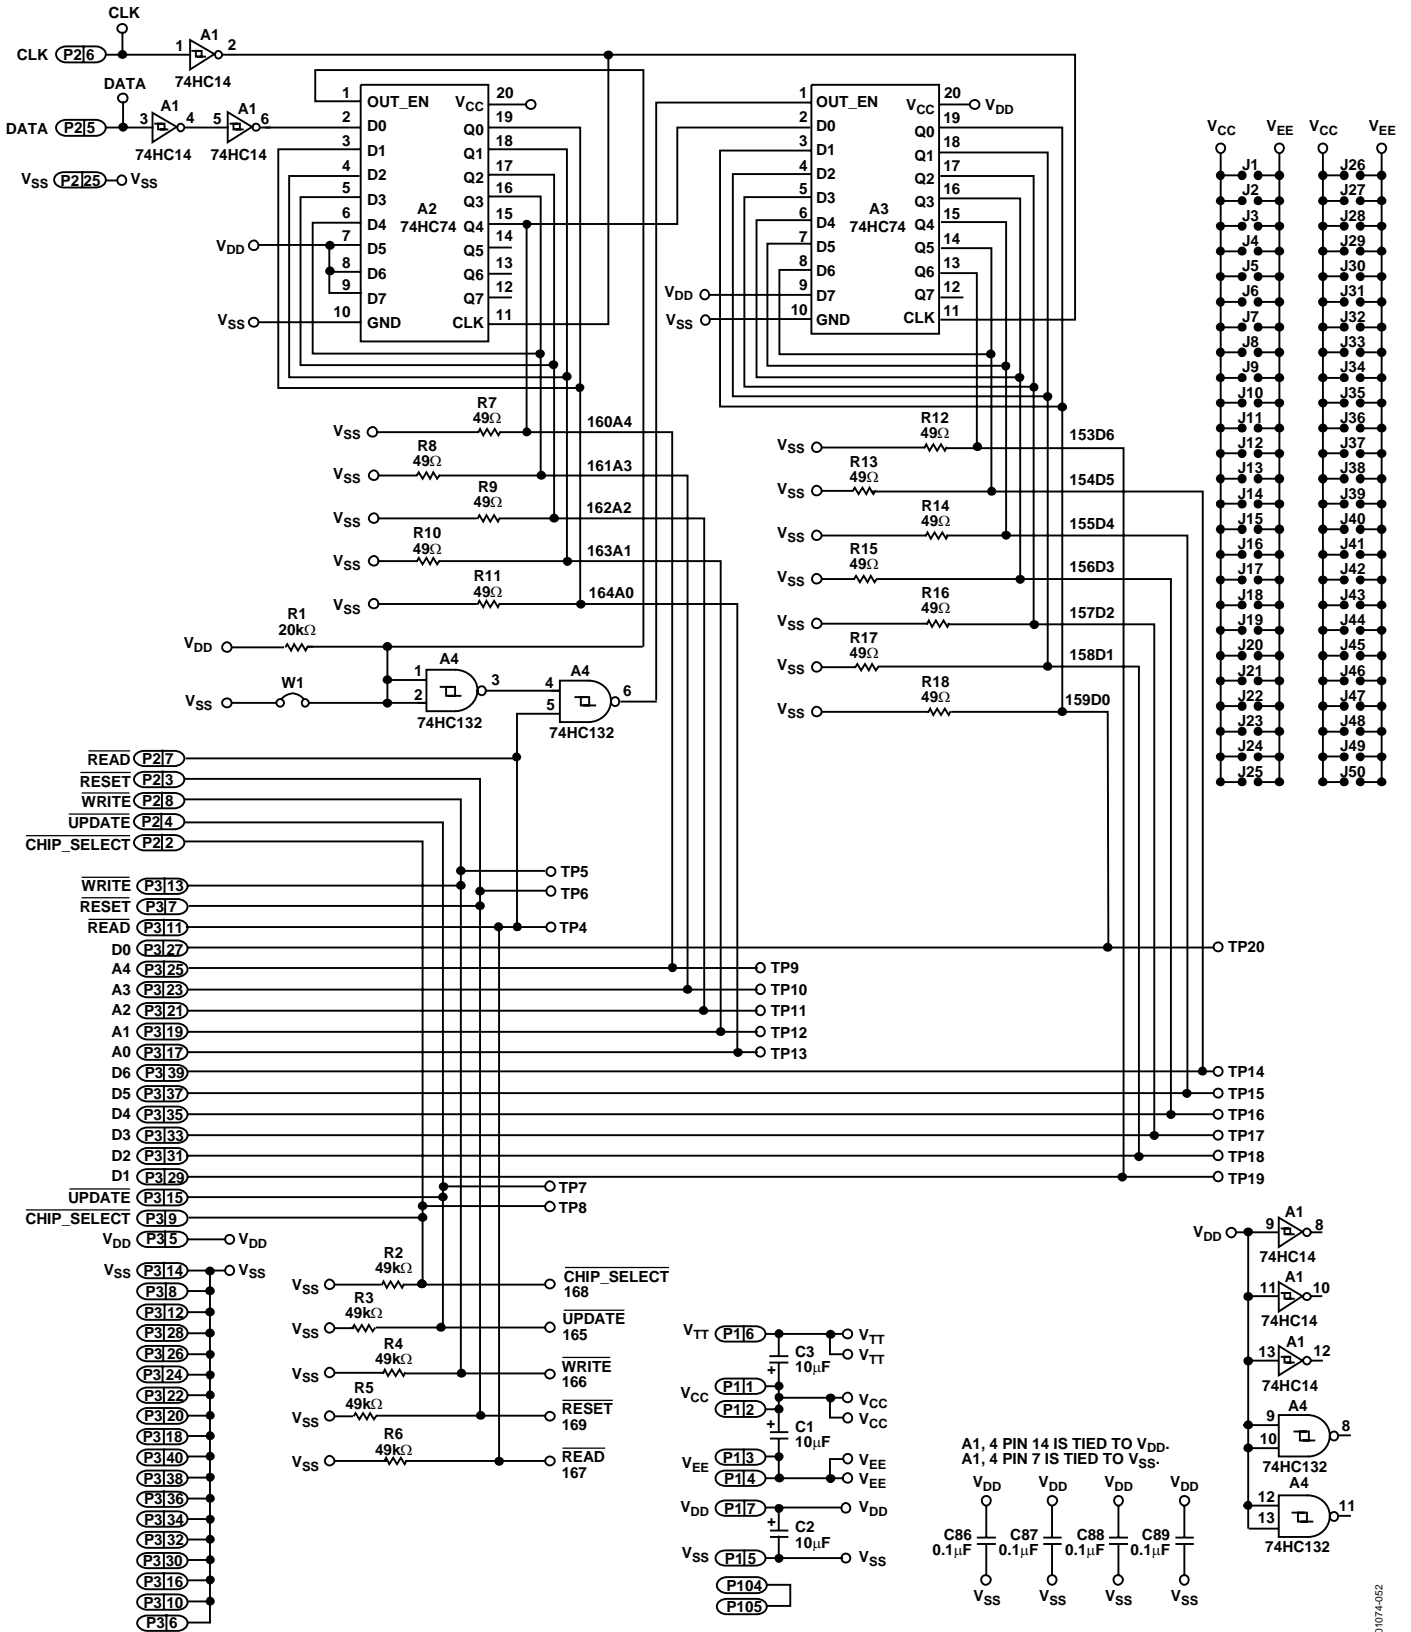 CLK
CLK P2 6
1 A1 2
74HC14
DATA
DATA P2 5
3 A1 4
74HC14
5 A1 6
74HC14
VSS P2 25 VSS
1 OUT_EN
2 D0
3 D1
4 D2
5 D3
6 D4
7 D5
8 D6
9 D7
10 GND
A2
74HC74
VCC 20
Q0 19
Q1 18
Q2 17
Q3 16
Q4 15
Q5 14
Q6 13
Q7 12
CLK 11
VDD
VSS
1 OUT_EN
2 D0
3 D1
4 D2
5 D3
6 D4
7 D5
8 D6
9 D7
10 GND
A3
74HC74
VCC 20 VDD
Q0 19
Q1 18
Q2 17
Q3 16
Q4 15
Q5 14
Q6 13
Q7 12
CLK 11
VDD
VSS
VCC VEE VCC VEE
J1 J26
J2 J27
J3 J28
J4 J29
J5 J30
J6 J31
J7 J32
J8 J33
J9 J34
J10 J35
J11 J36
J12 J37
J13 J38
J14 J39
J15 J40
J16 J41
J17 J42
J18 J43
J19 J44
J20 J45
J21 J46
J22 J47
J23 J48
J24 J49
J25 J50
R7
49Ω
VSS 160A4
R8
49Ω
VSS 161A3
R9
49Ω
VSS 162A2
R10
49Ω
VSS 163A1
R11
49Ω
VSS 164A0
R12
49Ω
VSS 153D6
R13
49Ω
VSS 154D5
R14
49Ω
VSS 155D4
R15
49Ω
VSS 156D3
R16
49Ω
VSS 157D2
R17
49Ω
VSS 158D1
R18
49Ω
VSS 159D0
R1
20kΩ
VDD
W1
VSS
A4
1 2 3
74HC132
A4
4 5 6
74HC132
READ P2 7
RESET P2 3
WRITE P2 8
UPDATE P2 4
CHIP_SELECT P2 2
TP5
WRITE P3 13
TP6
RESET P3 7
READ P3 11 TP4
D0 P3 27 TP20
A4 P3 25 TP9
A3 P3 23 TP10
A2 P3 21 TP11
A1 P3 19 TP12
A0 P3 17 TP13
D6 P3 39 TP14
D5 P3 37 TP15
D4 P3 35 TP16
D3 P3 33 TP17
D2 P3 31 TP18
D1 P3 29 TP19
UPDATE P3 15 TP7
CHIP_SELECT P3 9 TP8
VDD P3 5 VDD
VSS P3 14 VSS
P3 8
P3 12
P3 28
P3 26
P3 24
P3 22
P3 20
P3 18
P3 40
P3 38
P3 36
P3 34
P3 32
P3 30
P3 16
P3 10
P3 6
R2
49kΩ
VSS CHIP_SELECT
168
R3
49kΩ
VSS UPDATE
165
R4
49kΩ
VSS WRITE
166
R5
49kΩ
VSS RESET
169
R6
49kΩ
VSS READ
167
VTT P1 6 VTT
VTT
C3
+ 10µF
P1 1
VCC VCC
P1 2 VCC
C1
+ 10µF
P1 3 VEE
VEE
P1 4 VEE
VDD P1 7 VDD
C2
+ 10µF
VSS P1 5 VSS
P104
P105
A1, 4 PIN 14 IS TIED TO VDD.
A1, 4 PIN 7 IS TIED TO VSS.
VDD VDD VDD VDD
C86 C87 C88 C89
0.1µF 0.1µF 0.1µF 0.1µF
VSS VSS VSS VSS
VDD
A1
9 8
74HC14
A1
11 10
74HC14
A1
13 12
74HC14
A4
9 10 8
74HC132
A4
12 13 11
74HC132
01074-052